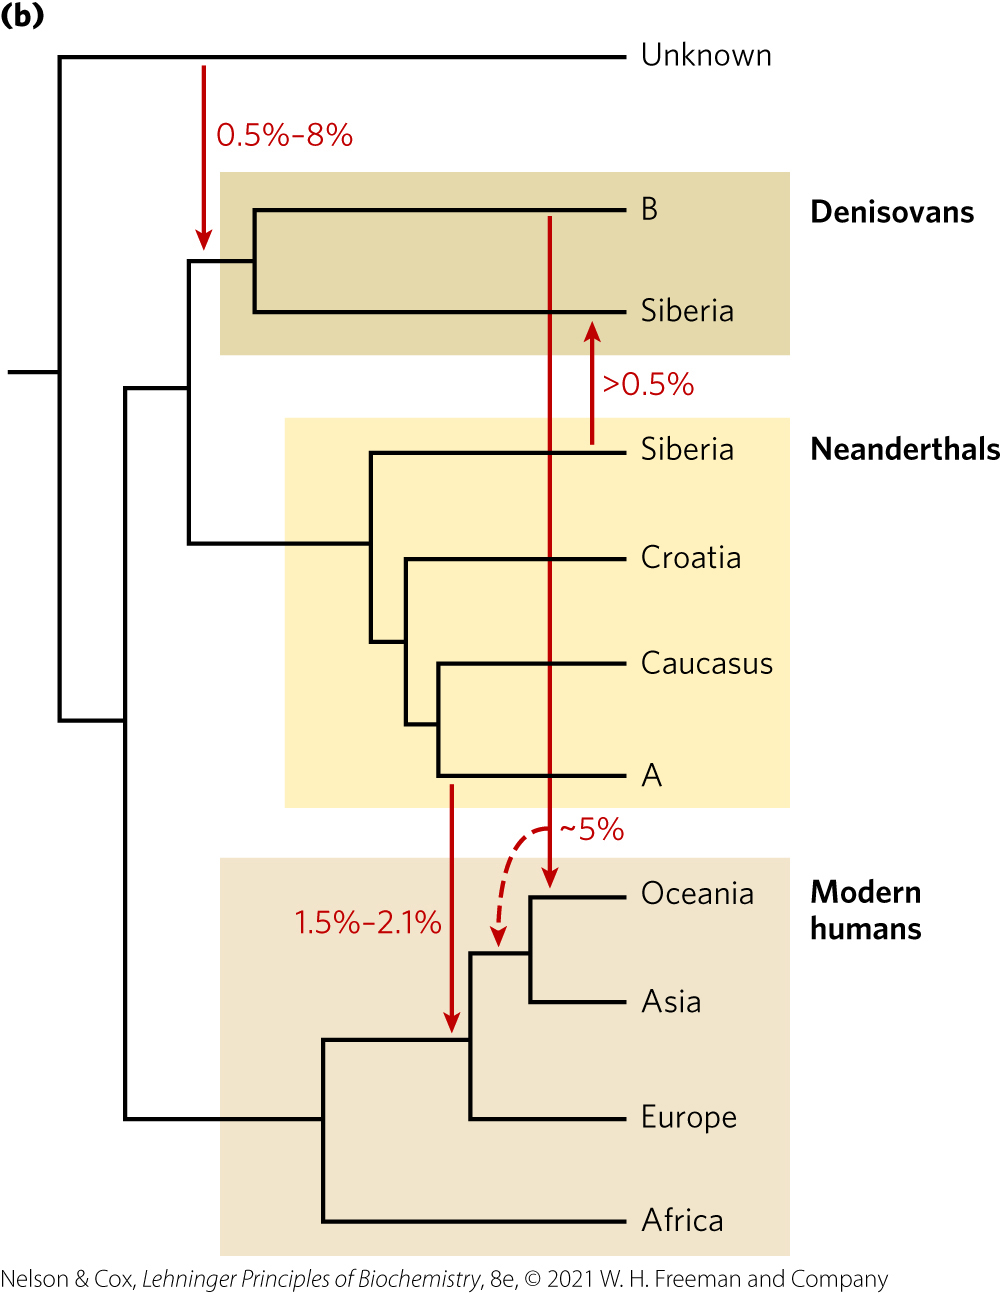 (b)
Unknown
0.5%–8%
B
Denisovans
Siberia
>0.5%
Siberia
Neanderthals
Croatia
Caucasus
A
~5%
Oceania
Modern
humans
1.5%–2.1%
Asia
Europe
Africa
Nelson & Cox, Lehninger Principles of Biochemistry, 8e, © 2021 W. H. Freeman and Company